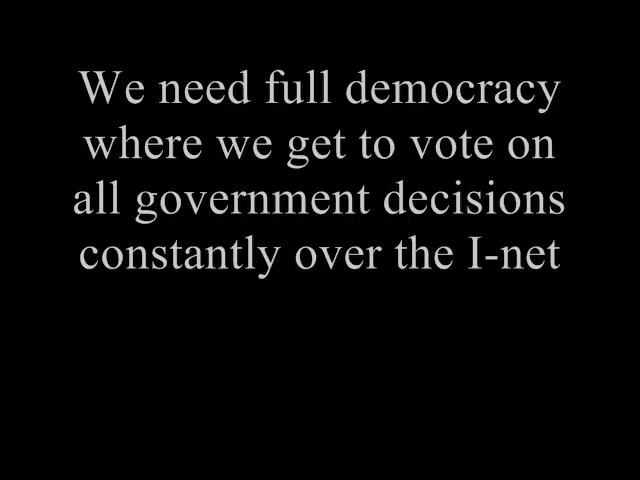 We need full democracy
where we get to vote on
all government decisions
constantly over the I-net